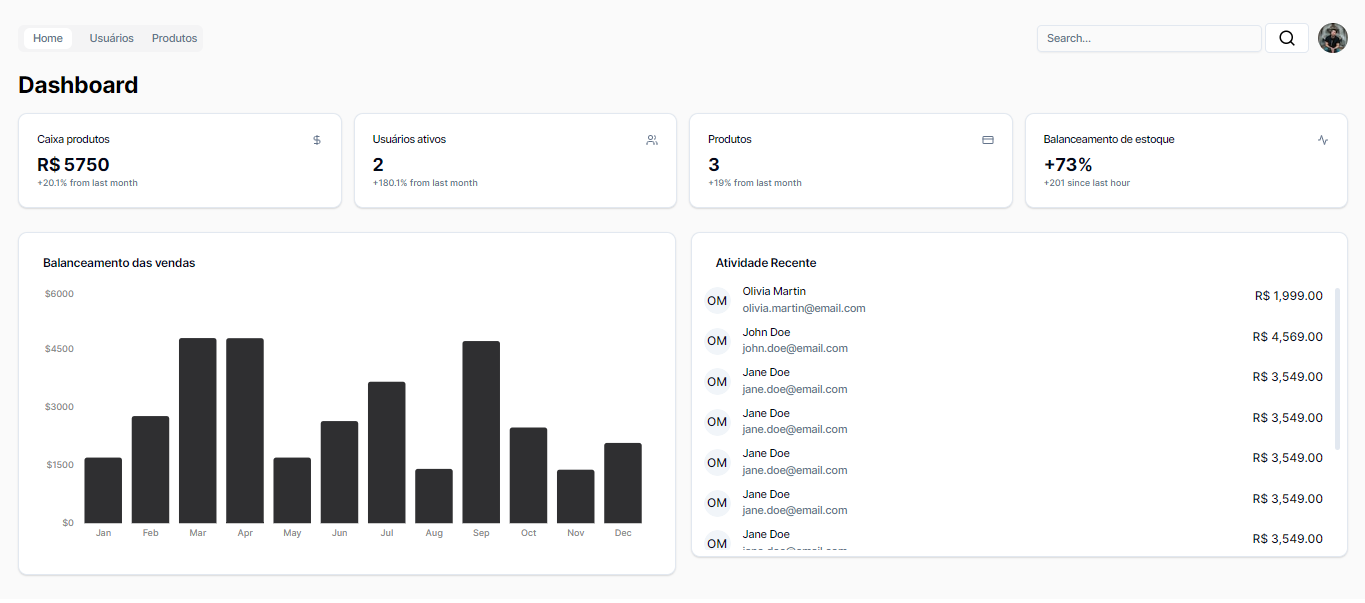 Home Usuários Produtos Search...
Dashboard
Caixa produtos
R$ 5750
+20.1% from last month
Usuários ativos
2
+180.1% from last month
Produtos
3
+19% from last month
Balanceamento de estoque
+73%
+201 since last hour
Balanceamento das vendas
$6000
$4500
$3000
$1500
$0
Jan Feb Mar Apr May Jun Jul Aug Sep Oct Nov Dec
Atividade Recente
OM Olivia Martin R$ 1,999.00
olivia.martin@email.com
OM John Doe R$ 4,569.00
john.doe@email.com
OM Jane Doe R$ 3,549.00
jane.doe@email.com
OM Jane Doe R$ 3,549.00
jane.doe@email.com
OM Jane Doe R$ 3,549.00
jane.doe@email.com
OM Jane Doe R$ 3,549.00
jane.doe@email.com
OM Jane Doe R$ 3,549.00